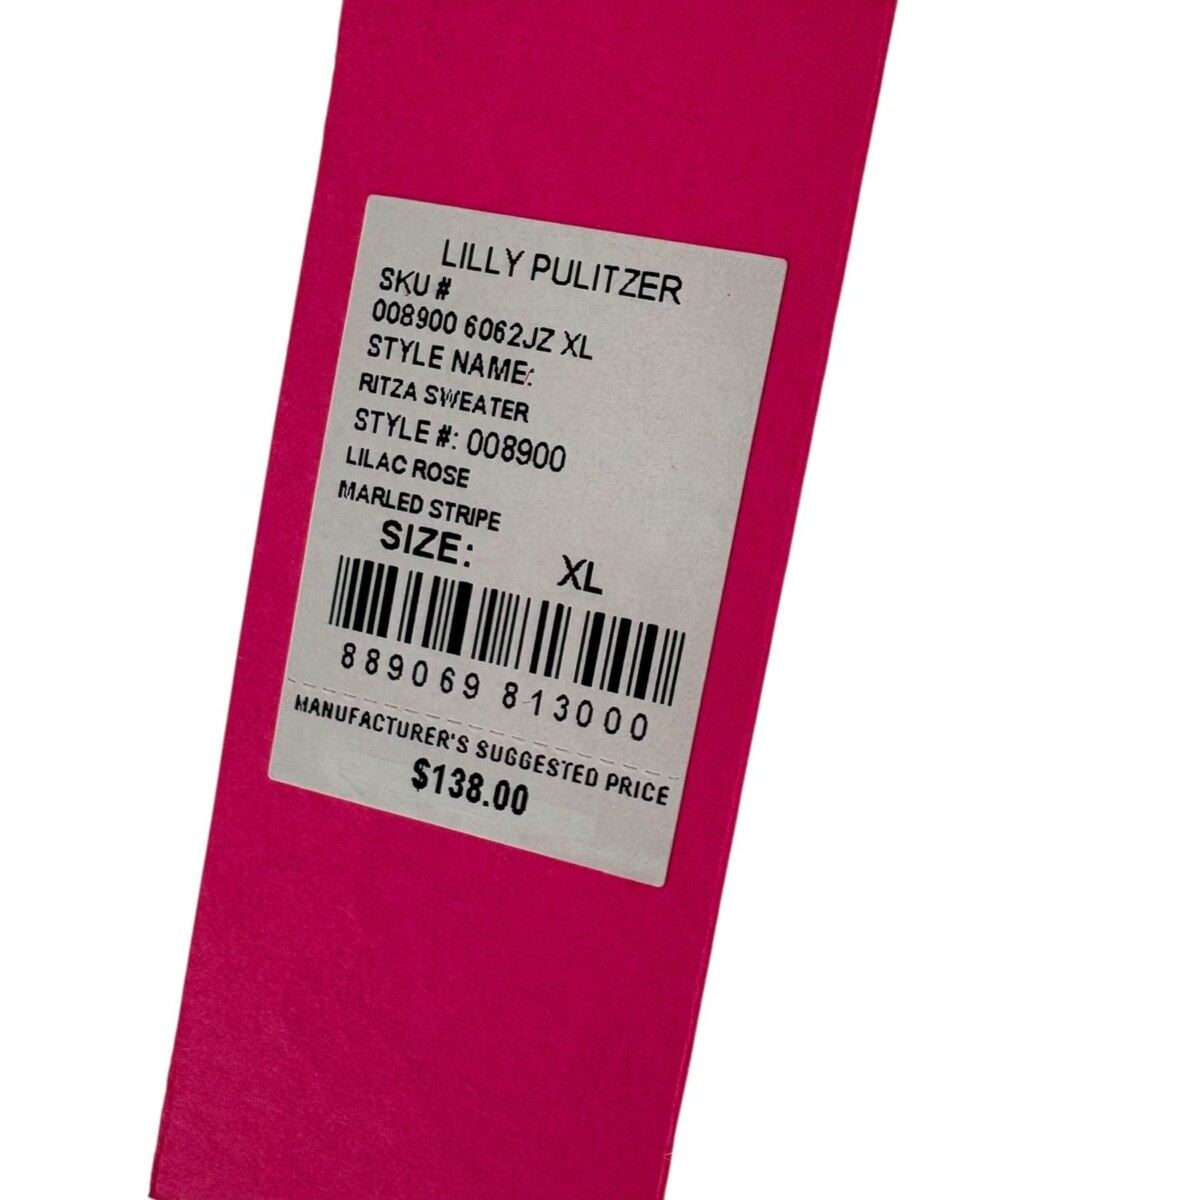 LILLY PULITZER
SKU #
008900 6062JZ XL
STYLE NAME:
RITZA SWEATER
STYLE #: 008900
LILAC ROSE
MARLED STRIPE
SIZE: XL
889069 813000
MANUFACTURER'S SUGGESTED PRICE
$138.00